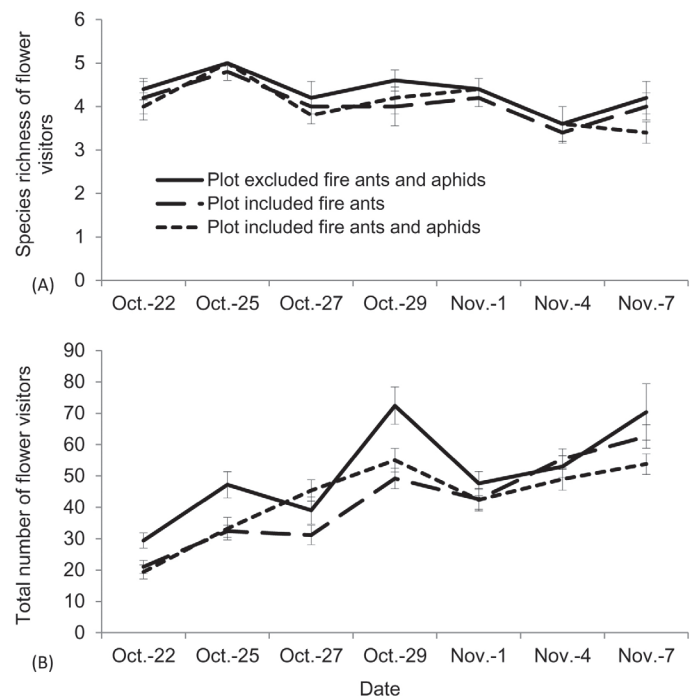 6
5
4
3
2
1
0
Species richness of flower
visitors
Plot excluded fire ants and aphids
Plot included fire ants
Plot included fire ants and aphids
(A)
Oct.-22 Oct.-25 Oct.-27 Oct.-29 Nov.-1 Nov.-4 Nov.-7
90
80
70
60
50
40
30
20
10
0
Total number of flower visitors
(B)
Oct.-22 Oct.-25 Oct.-27 Oct.-29 Nov.-1 Nov.-4 Nov.-7
Date